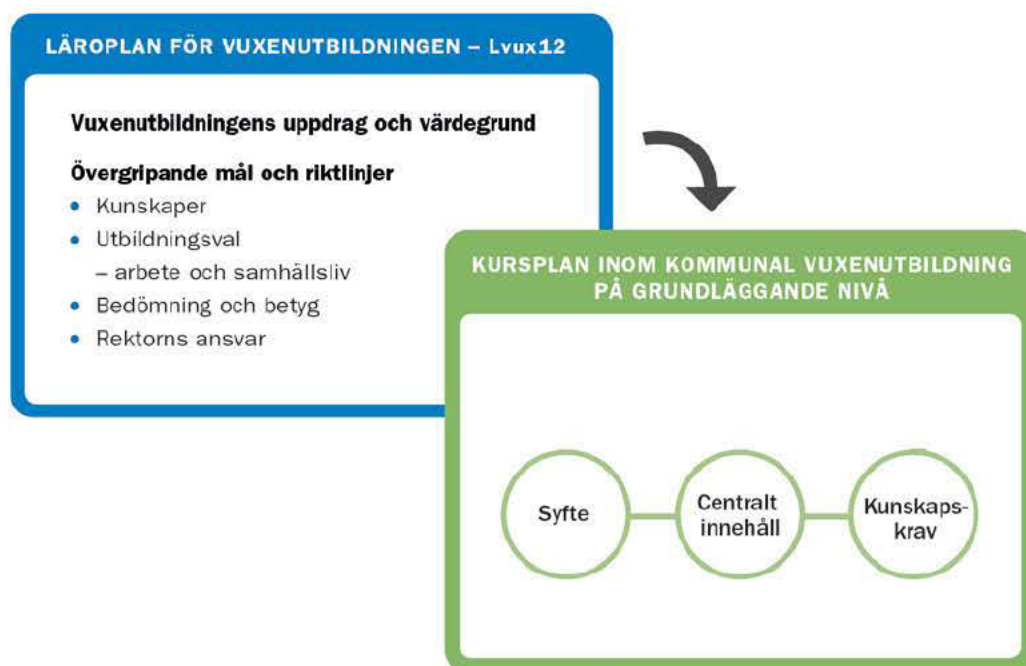 LÄROPLAN FÖR VUXENUTBILDNINGEN – Lvux12
Vuxenutbildningens uppdrag och värdegrund
Övergripande mål och riktlinjer
• Kunskaper
• Utbildningsval
– arbete och samhällsliv
• Bedömning och betyg
• Rektorns ansvar
KURSPLAN INOM KOMMUNAL VUXENUTBILDNING
PÅ GRUNDLÄGGANDE NIVÅ
Syfte
Centralt
innehåll
Kunskaps-
krav